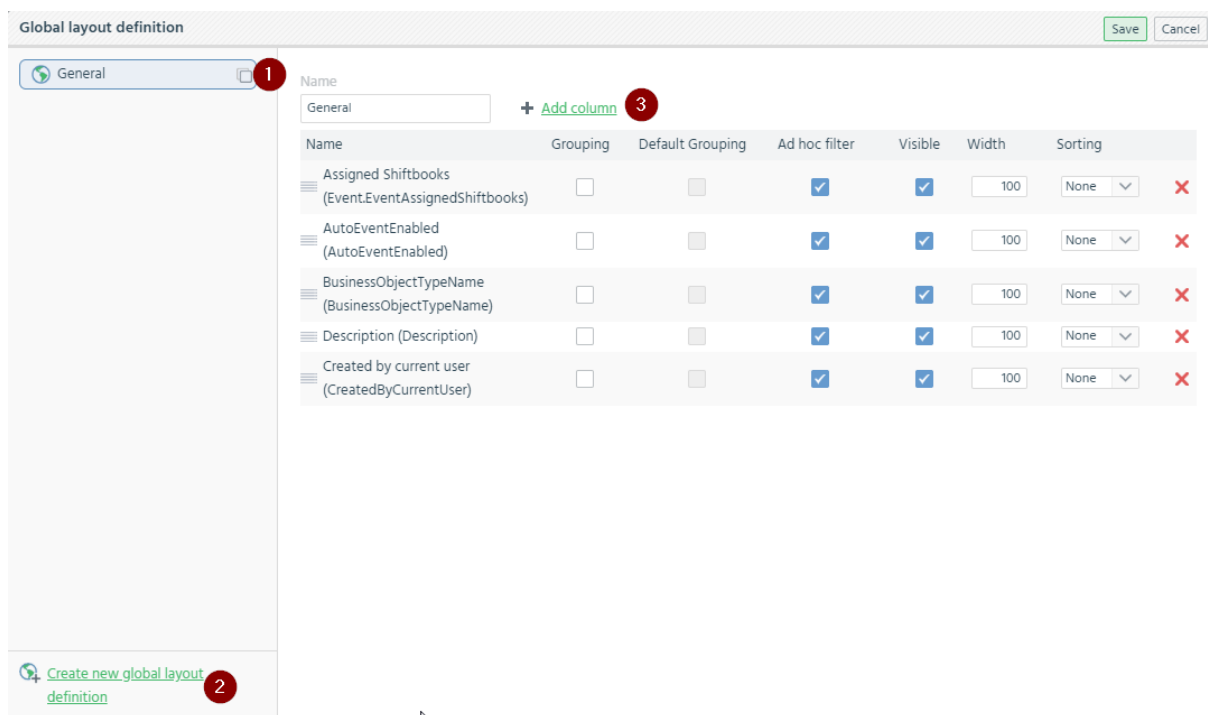 Global layout definition
Save Cancel
General
1
Name
General
Add column
3
Name Grouping Default Grouping Ad hoc filter Visible Width Sorting
Assigned Shiftbooks
(Event.EventAssignedShiftbooks)
100 None
AutoEventEnabled
(AutoEventEnabled)
100 None
BusinessObjectTypeName
(BusinessObjectTypeName)
100 None
Description (Description) 100 None
Created by current user
(CreatedByCurrentUser)
100 None
Create new global layout
definition
2